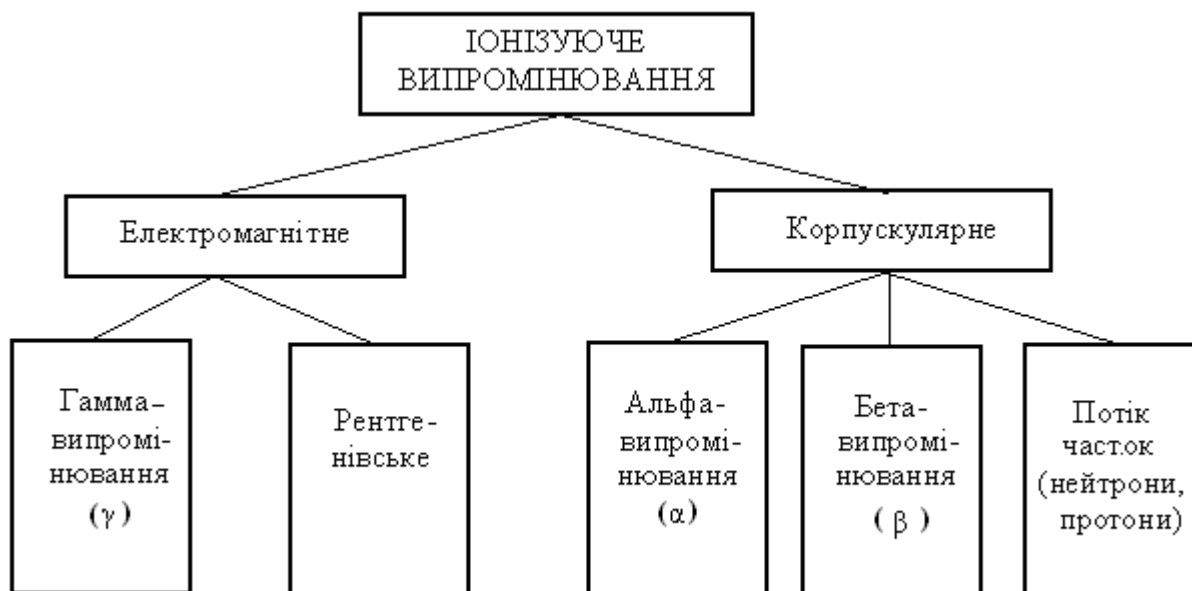 ІОНІЗУЮЧЕ
ВИПРОМІНЮВАННЯ
Електромагнітне
Корпускулярне
Гамма–
випромі-
нювання
(γ)
Рентге-
нівське
Альфа-
випромі-
нювання
(α)
Бета-
випромі-
нювання
(β)
Потік
часток
(нейтрони,
протони)